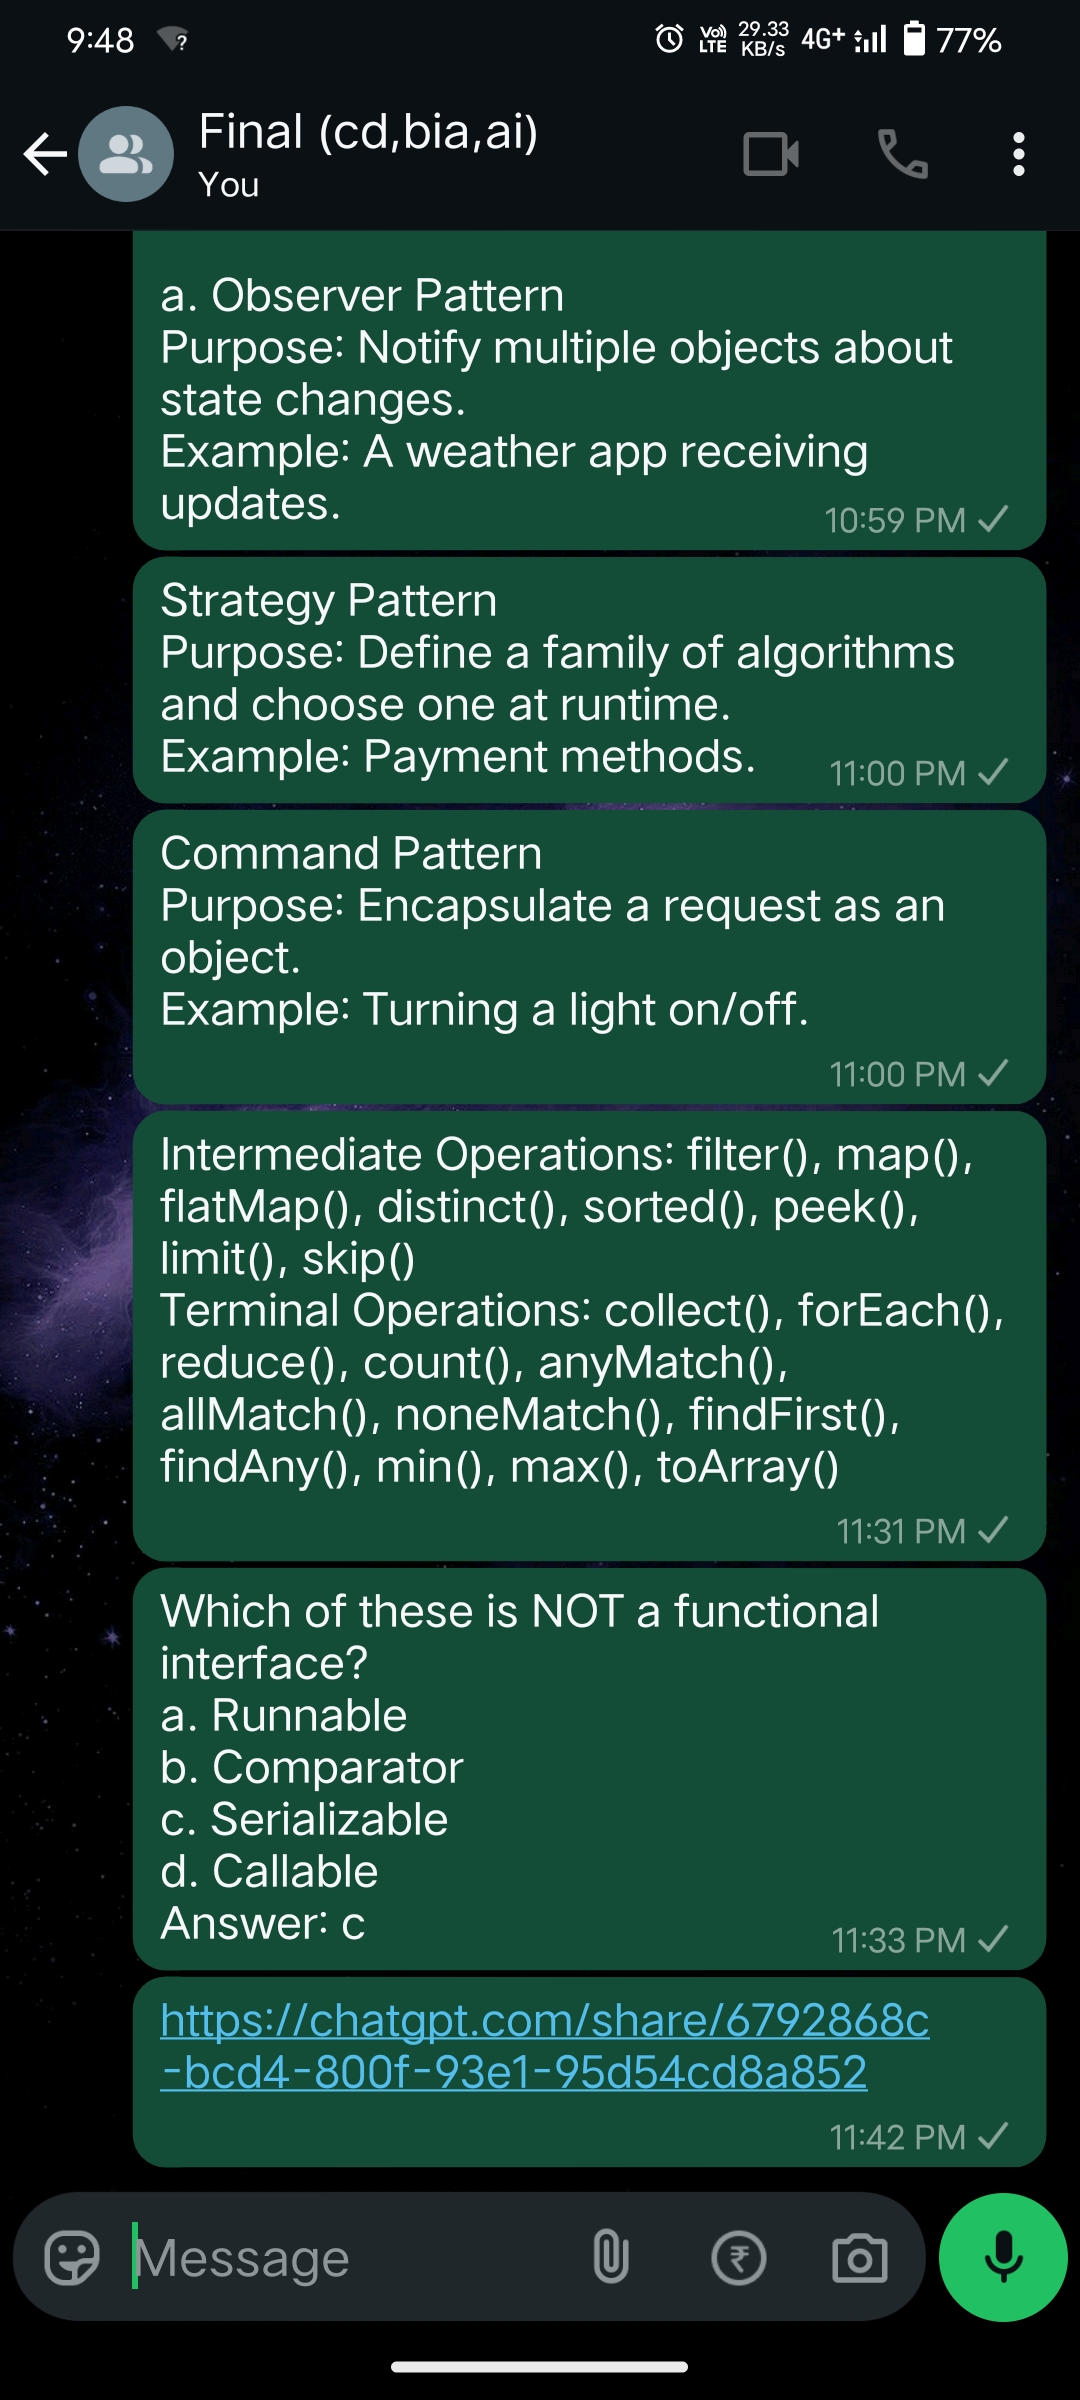 9:48
29.33
KB/s
Vo)
LTE
4G+
77%
Final (cd,bia,ai)
You
a. Observer Pattern
Purpose: Notify multiple objects about
state changes.
Example: A weather app receiving
updates.
10:59 PM
Strategy Pattern
Purpose: Define a family of algorithms
and choose one at runtime.
Example: Payment methods.
11:00 PM
Command Pattern
Purpose: Encapsulate a request as an
object.
Example: Turning a light on/off.
11:00 PM
Intermediate Operations: filter(), map(),
flatMap(), distinct(), sorted(), peek(),
limit(), skip()
Terminal Operations: collect(), forEach(),
reduce(), count(), anyMatch(),
allMatch(), noneMatch(), findFirst(),
findAny(), min(), max(), toArray()
11:31 PM
Which of these is NOT a functional
interface?
a. Runnable
b. Comparator
c. Serializable
d. Callable
Answer: c
11:33 PM
https://chatgpt.com/share/6792868c
-bcd4-800f-93e1-95d54cd8a852
11:42 PM
Message